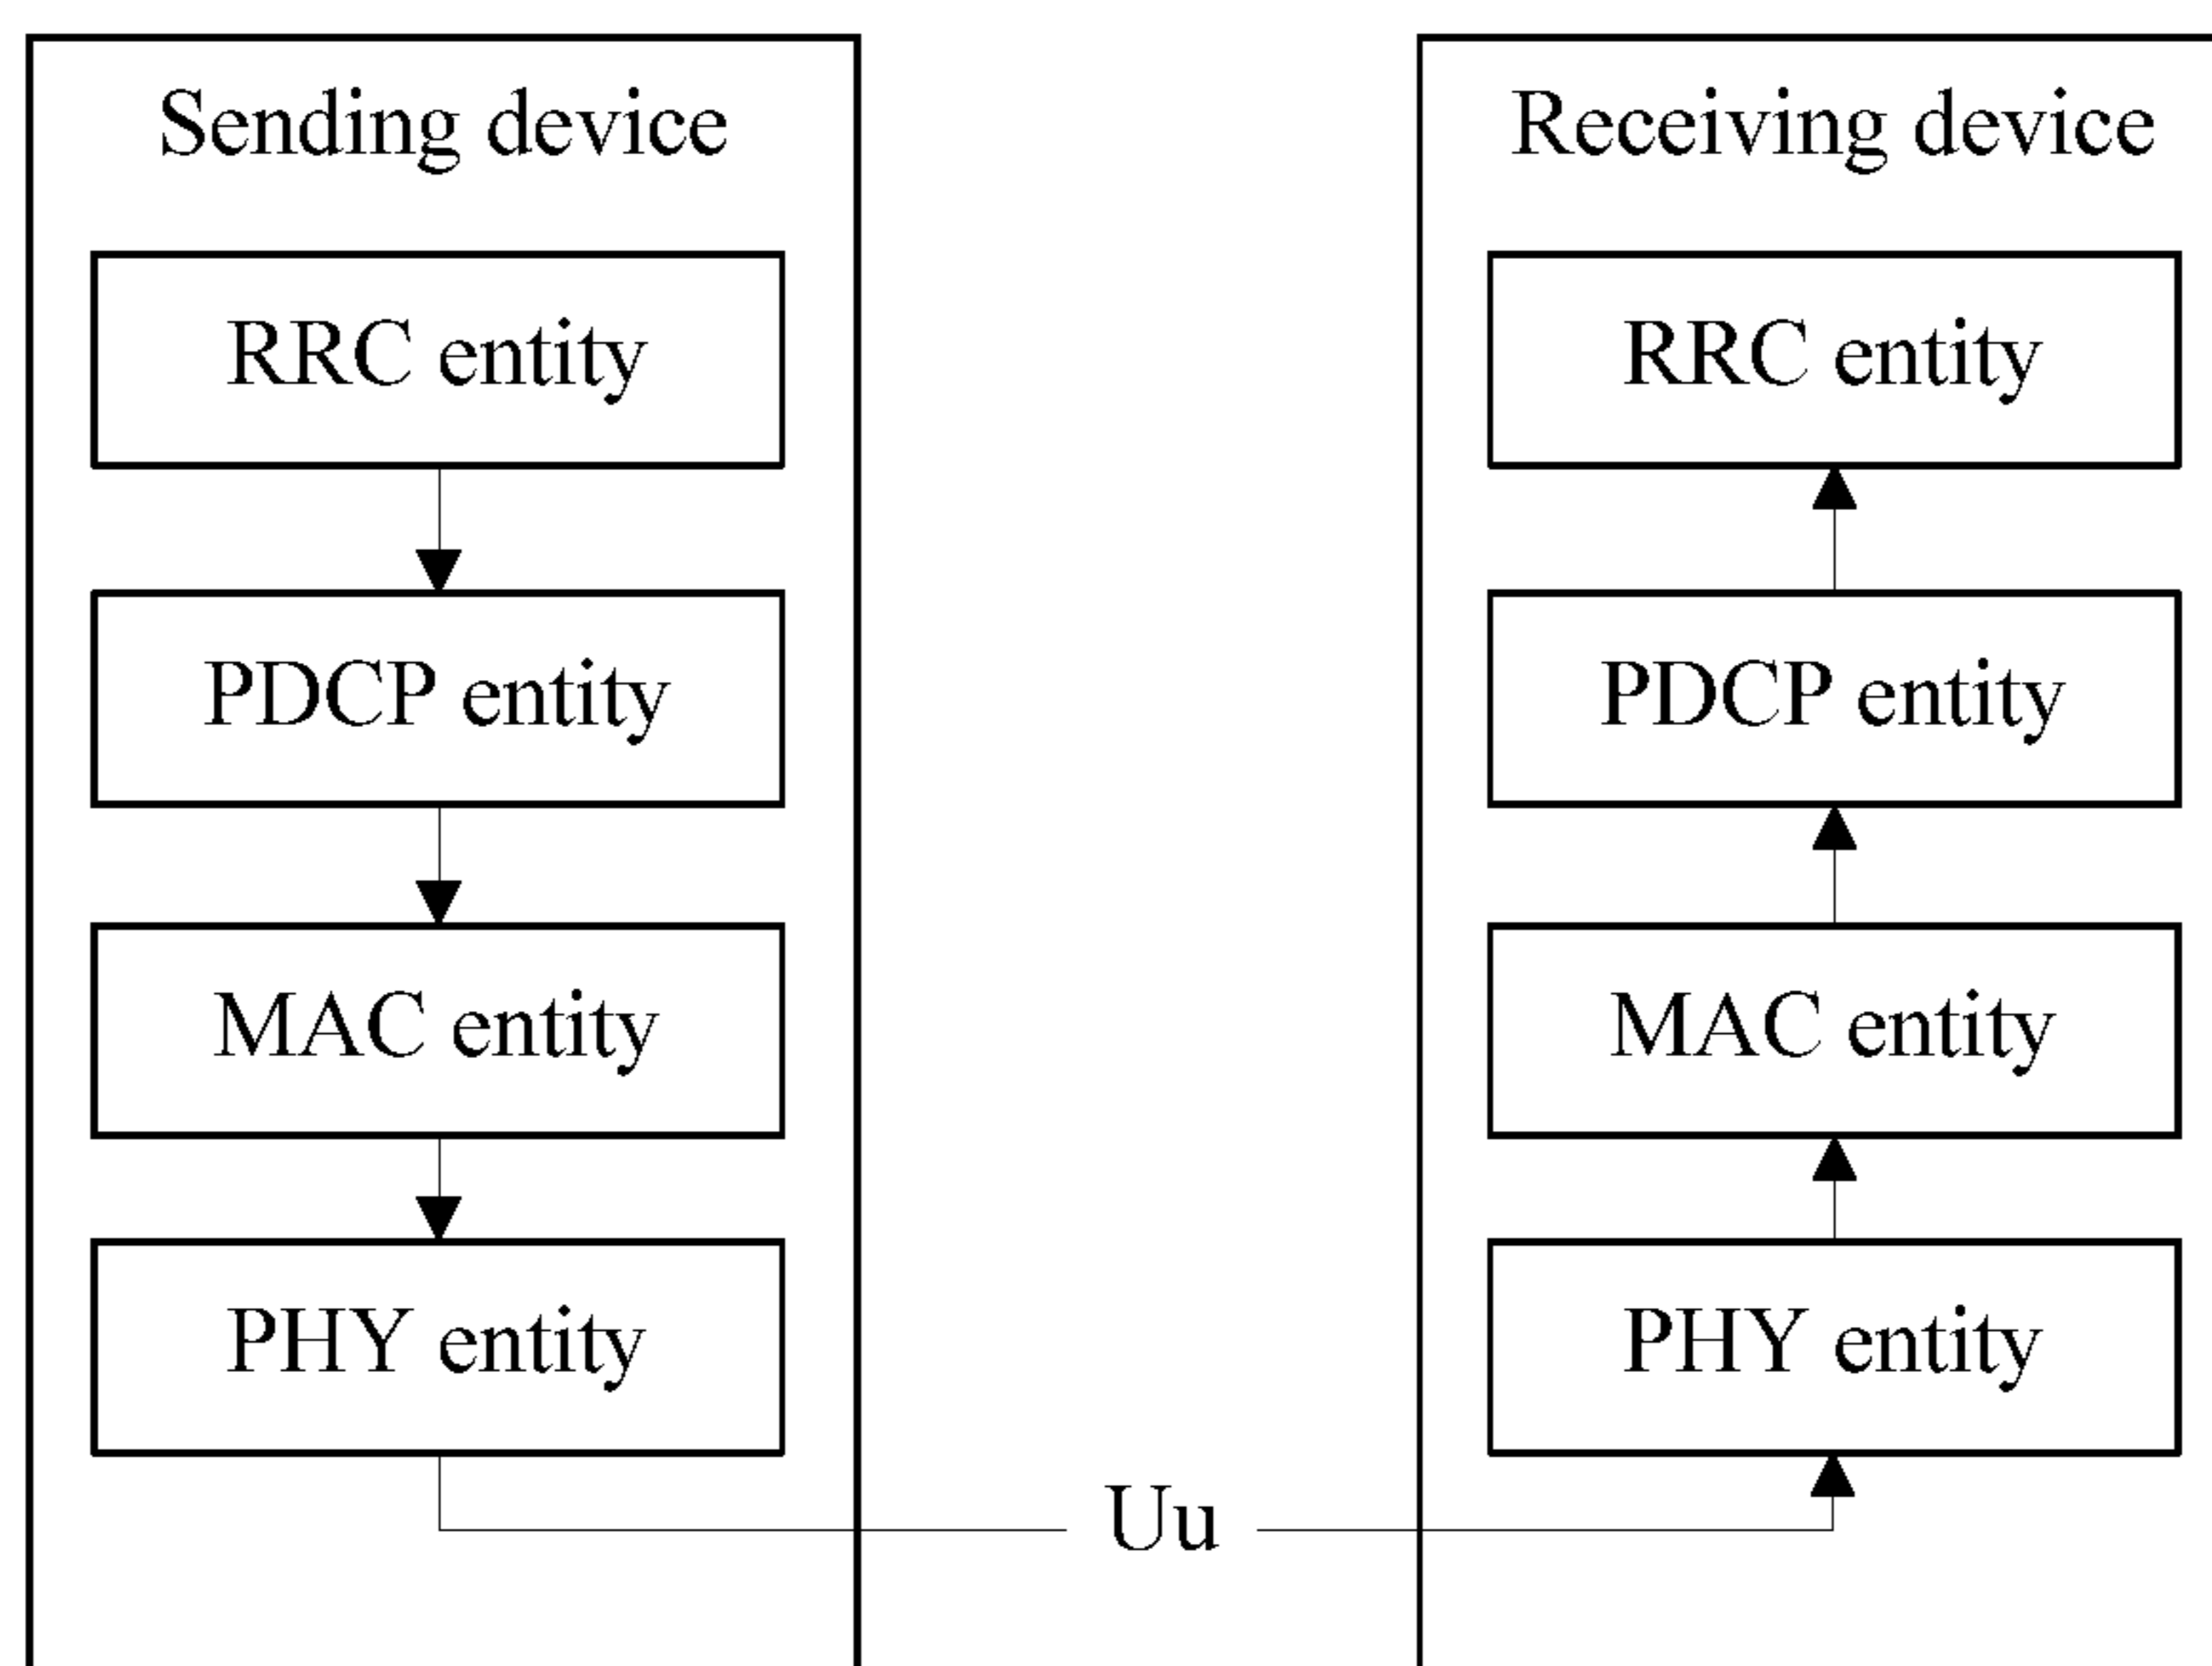 Sending device
RRC entity
PDCP entity
MAC entity
PHY entity
Uu
Receiving device
RRC entity
PDCP entity
MAC entity
PHY entity